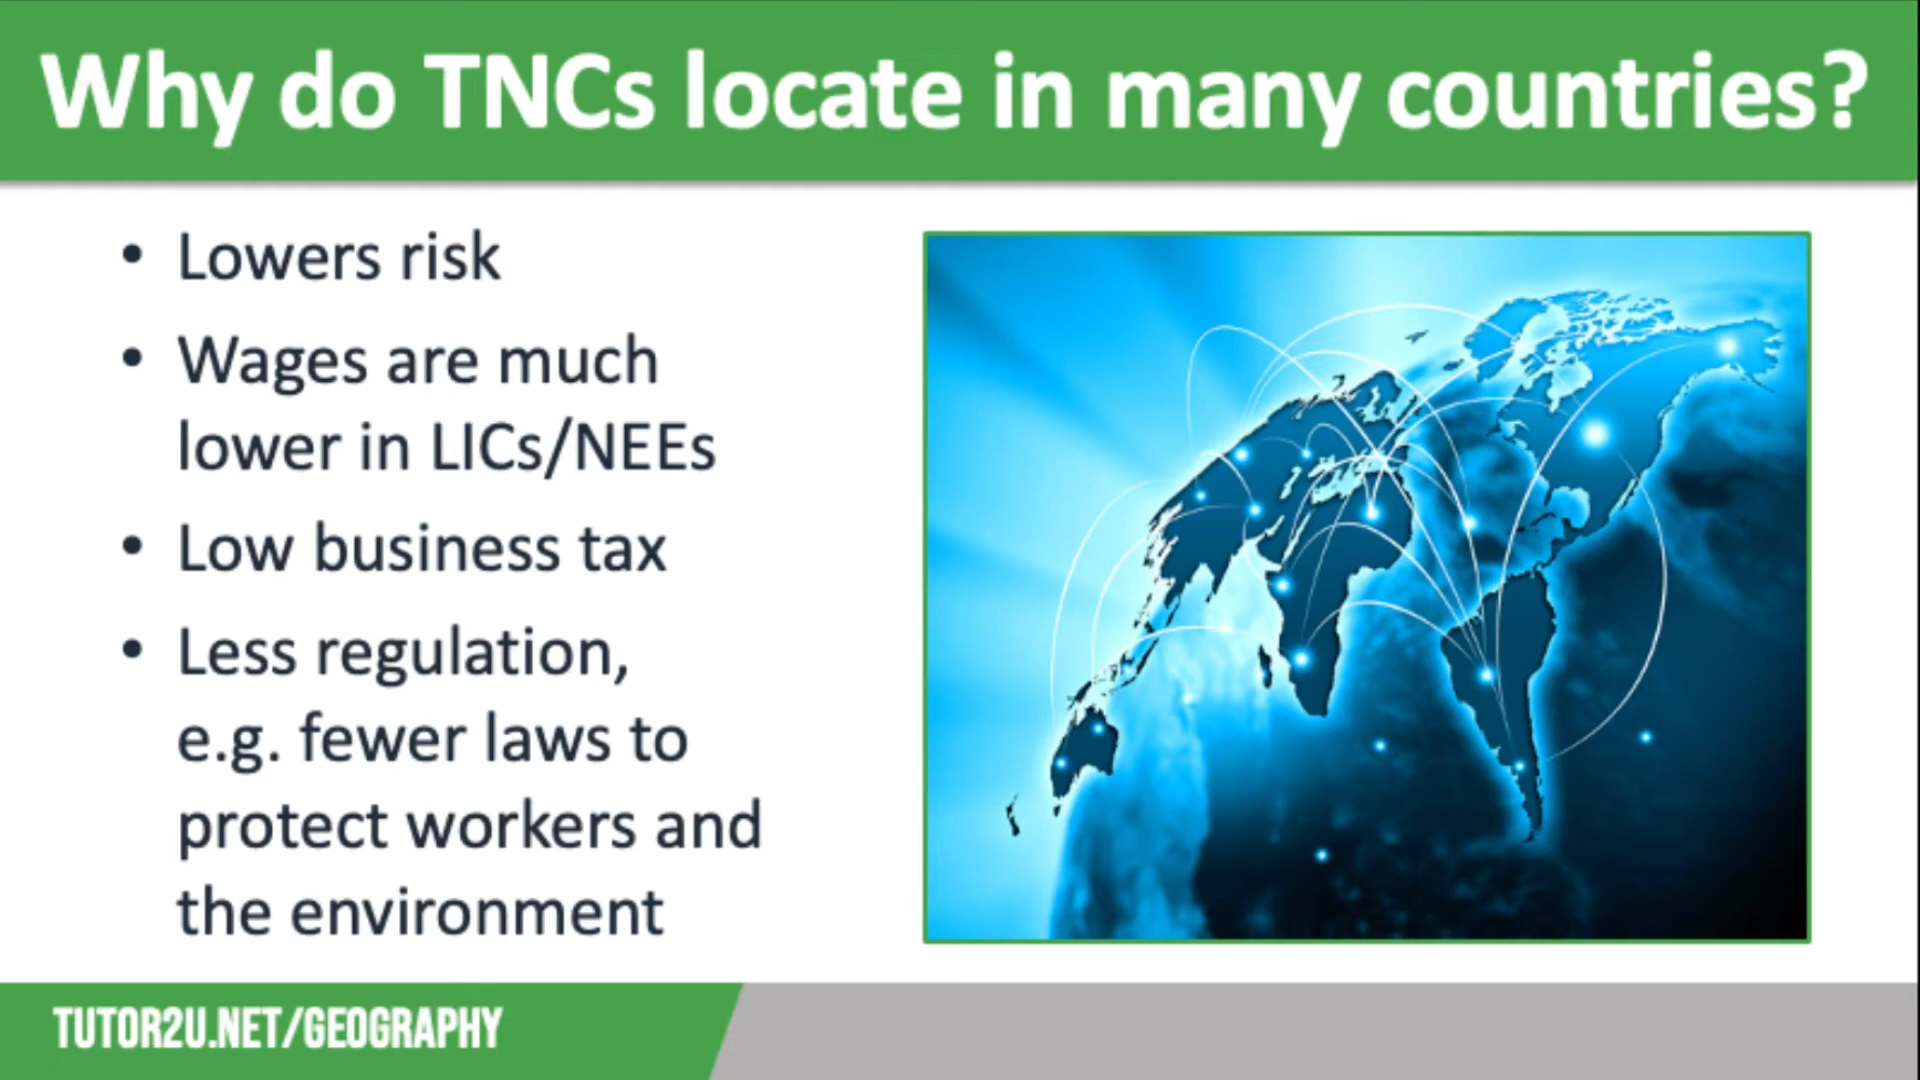 Why do TNCs locate in many countries?
• Lowers risk
• Wages are much
lower in LICs/NEEs
• Low business tax
• Less regulation,
e.g. fewer laws to
protect workers and
the environment
TUTOR2U.NET/GEOGRAPHY